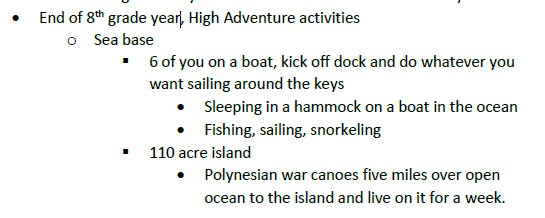 • End of 8th grade year, High Adventure activities
o Sea base
▪ 6 of you on a boat, kick off dock and do whatever you
want sailing around the keys
• Sleeping in a hammock on a boat in the ocean
• Fishing, sailing, snorkeling
▪ 110 acre island
• Polynesian war canoes five miles over open
ocean to the island and live on it for a week.